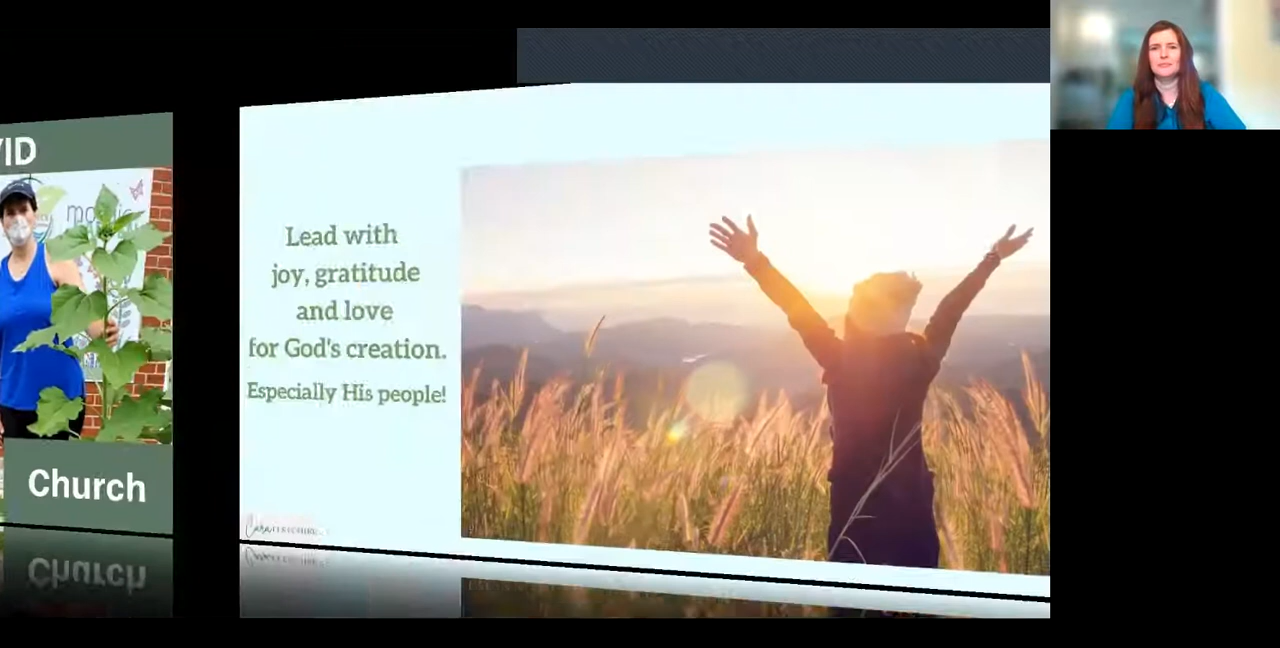 VID
Church
Lead with
joy, gratitude
and love
for God's creation.
Especially His people!